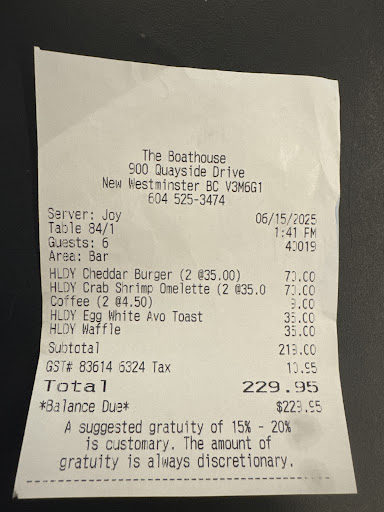 The Boathouse
900 Quayside Drive
New Westminster BC V3M6G1
604 525-3474
Server: Joy 06/15/2025
Table 84/1 1:41 PM
Guests: 6 40019
Area: Bar
HLDY Cheddar Burger (2 @35.00) 70.00
HLDY Crab Shrimp Omelette (2 @35.0 70.00
Coffee (2 @4.50) 9.00
HLDY Egg White Avo Toast 35.00
HLDY Waffle 35.00
Subtotal 219.00
GST# 83614 6324 Tax 10.95
Total 229.95
*Balance Due* $229.95
A suggested gratuity of 15% - 20%
is customary. The amount of
gratuity is always discretionary.